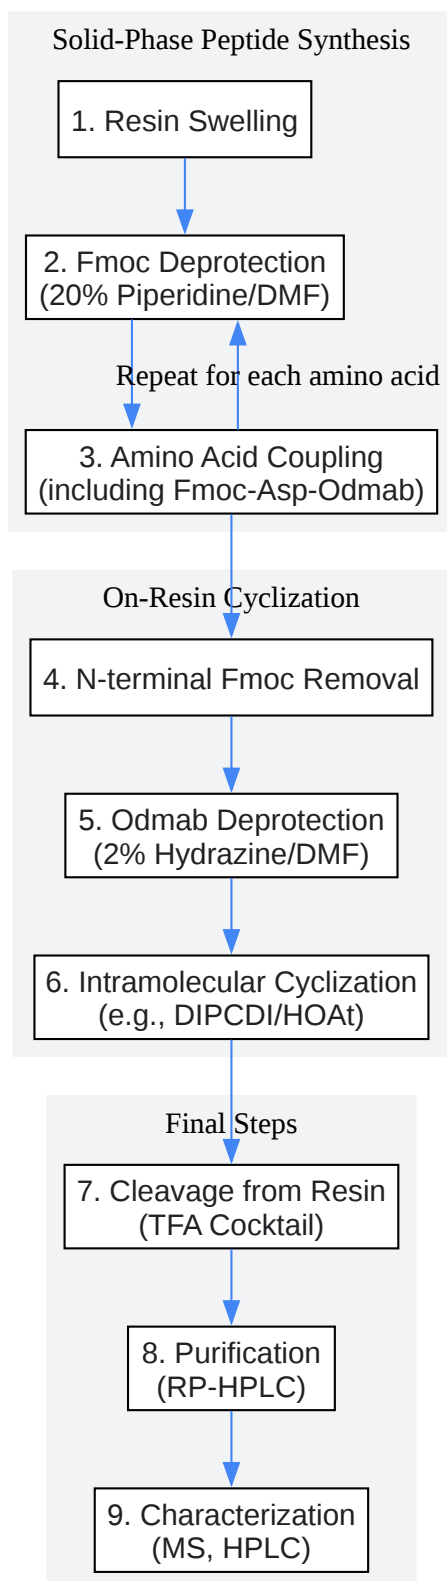 Solid-Phase Peptide Synthesis
1. Resin Swelling
2. Fmoc Deprotection
(20% Piperidine/DMF)
Repeat for each amino acid
3. Amino Acid Coupling
(including Fmoc-Asp-Odmab)
On-Resin Cyclization
4. N-terminal Fmoc Removal
5. Odmab Deprotection
(2% Hydrazine/DMF)
6. Intramolecular Cyclization
(e.g., DIPCDI/HOAt)
Final Steps
7. Cleavage from Resin
(TFA Cocktail)
8. Purification
(RP-HPLC)
9. Characterization
(MS, HPLC)